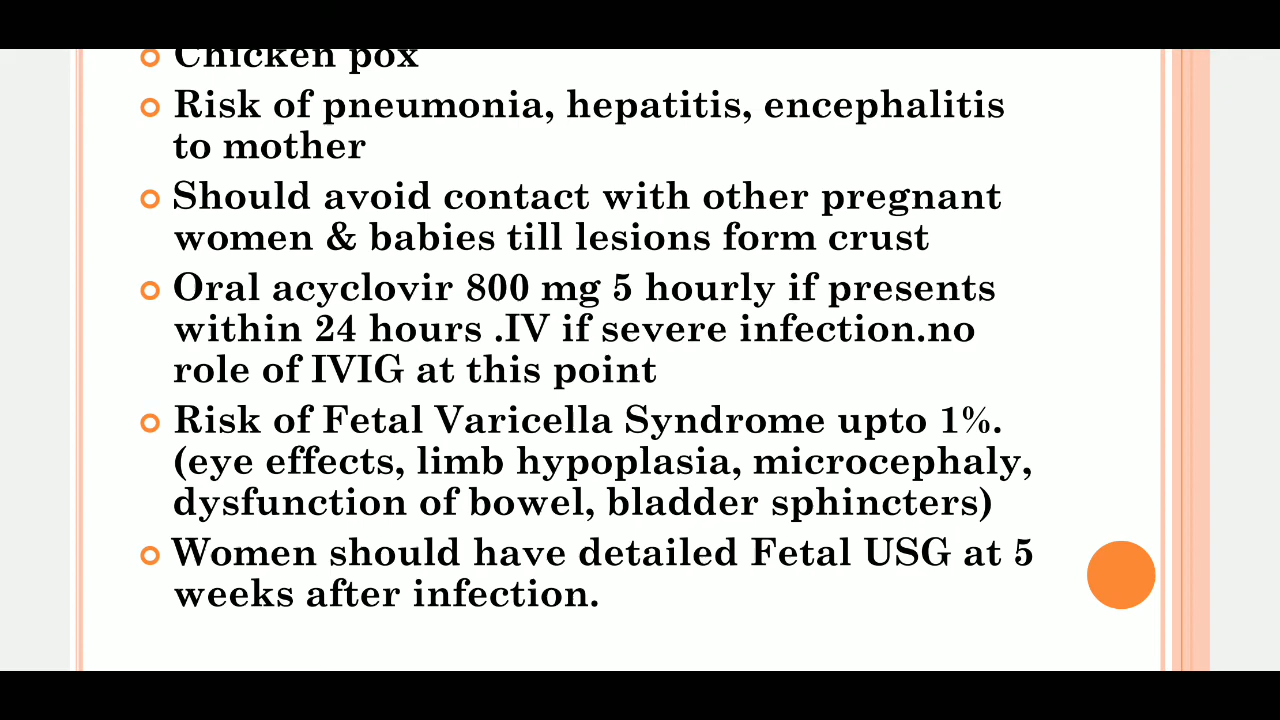 Chicken pox
Risk of pneumonia, hepatitis, encephalitis
to mother
Should avoid contact with other pregnant
women & babies till lesions form crust
Oral acyclovir 800 mg 5 hourly if presents
within 24 hours .IV if severe infection.no
role of IVIG at this point
Risk of Fetal Varicella Syndrome upto 1%.
(eye effects, limb hypoplasia, microcephaly,
dysfunction of bowel, bladder sphincters)
Women should have detailed Fetal USG at 5
weeks after infection.